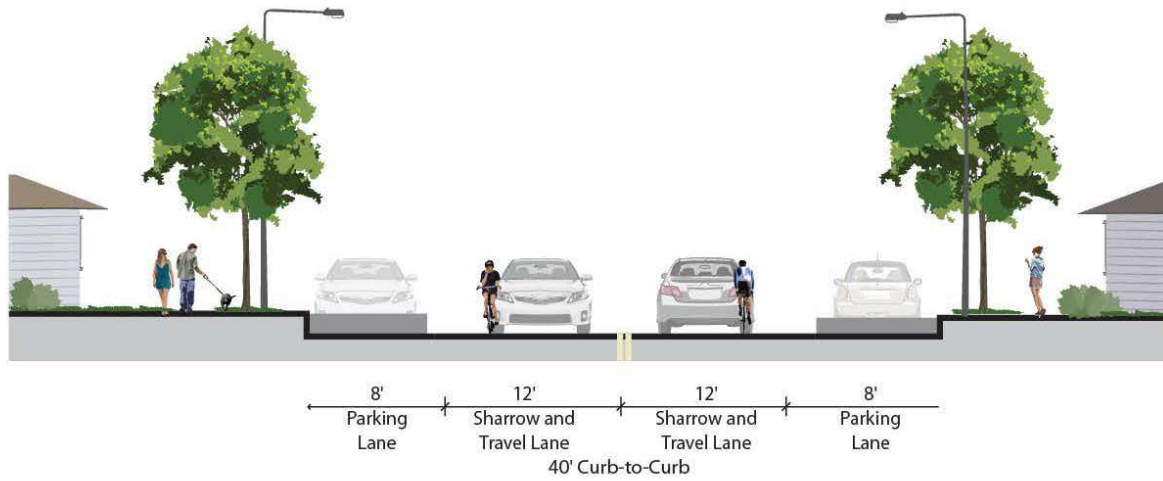 8' 12' 12' 8'
Parking Sharrow and Sharrow and Parking
Lane Travel Lane Travel Lane Lane
40' Curb-to-Curb